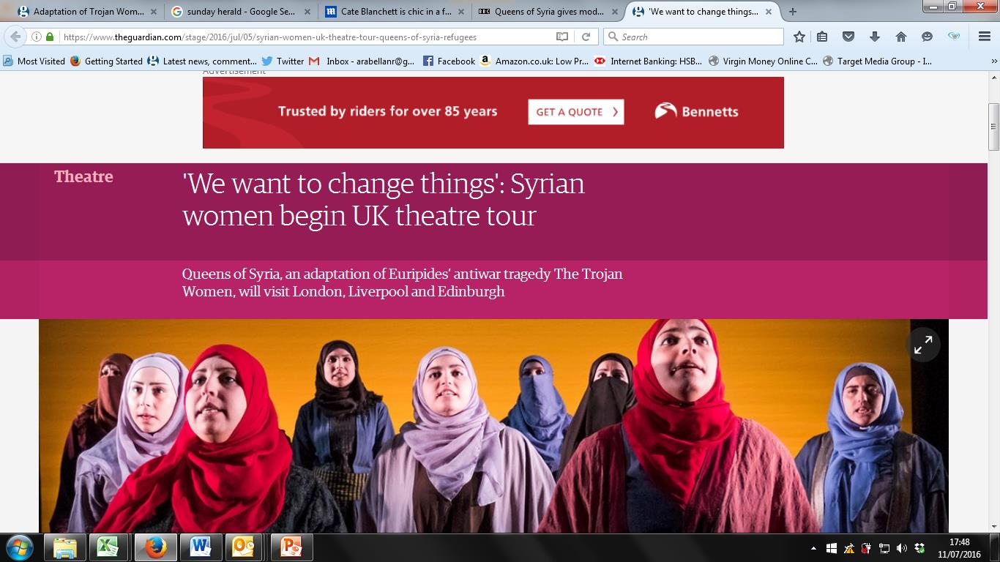 Adaptation of Trojan Wom...
sunday herald - Google Se...
Cate Blanchett is chic in a f...
BBC
Queens of Syria gives mod...
'We want to change things...
https://www.theguardian.com/stage/2016/jul/05/syrian-women-uk-theatre-tour-queens-of-syria-refugees
Search
Most Visited
Getting Started
Latest news, comment...
Twitter
Inbox - arabellanr@g...
Facebook
Amazon.co.uk: Low Pr...
Internet Banking: HSB...
Virgin Money Online C...
Target Media Group - I...
Advertisement
Trusted by riders for over 85 years
GET A QUOTE
Bennetts
Theatre
'We want to change things': Syrian
women begin UK theatre tour
Queens of Syria, an adaptation of Euripides’ antiwar tragedy The Trojan
Women, will visit London, Liverpool and Edinburgh
17:48
11/07/2016